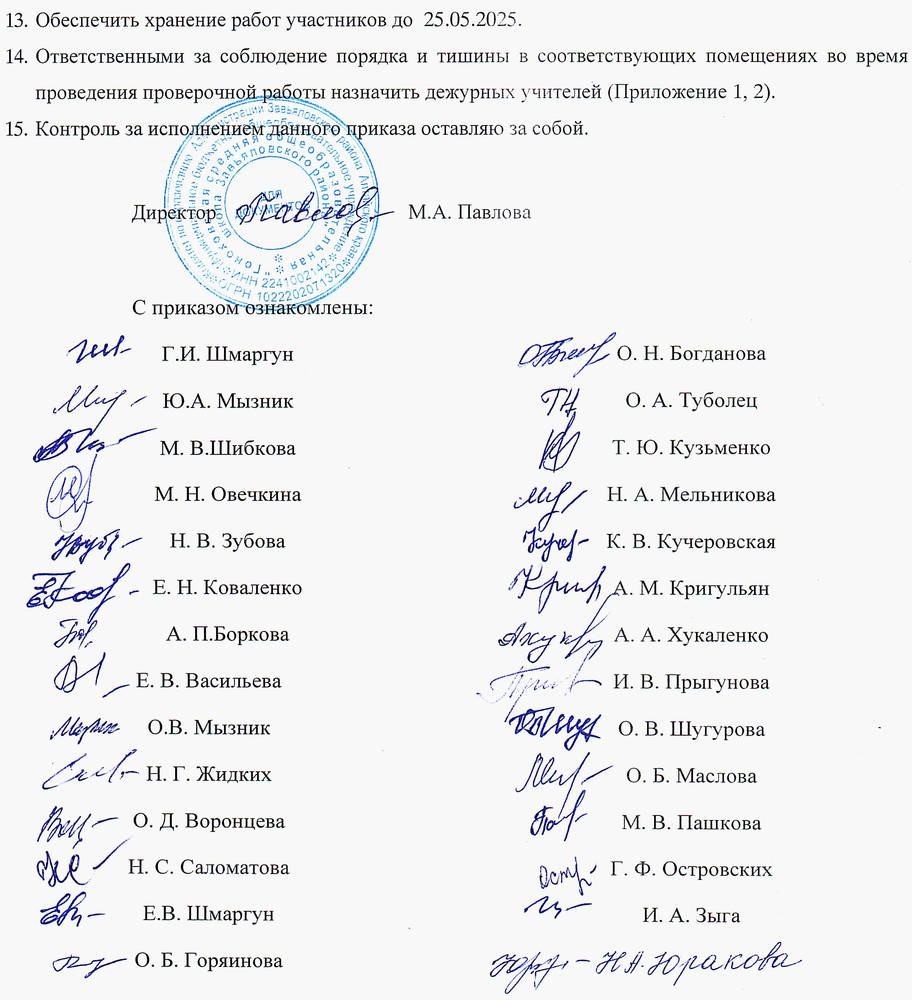 13. Обеспечить хранение работ участников до 25.05.2025.
14. Ответственными за соблюдение порядка и тишины в соответствующих помещениях во время
проведения проверочной работы назначить дежурных учителей (Приложение 1, 2).
15. Контроль за исполнением данного приказа оставляю за собой.
Комитет по образованию Администрации Завьяловского района Алтайского края
Муниципальное бюджетное общеобразовательное учреждение
"Гоноховская средняя общеобразовательная
школа Завьяловского района"
ДЛЯ
ДОКУМЕНТОВ
ИНН 2241002142
ОГРН 1022202071320
Директор М.А. Павлова
С приказом ознакомлены:
Г.И. Шмаргун О. Н. Богданова
Ю.А. Мызник О. А. Туболец
М. В.Шибкова Т. Ю. Кузьменко
М. Н. Овечкина Н. А. Мельникова
Н. В. Зубова К. В. Кучеровская
Е. Н. Коваленко А. М. Кригульян
А. П.Боркова А. А. Хукаленко
Е. В. Васильева И. В. Прыгунова
О.В. Мызник О. В. Шугурова
Н. Г. Жидких О. Б. Маслова
О. Д. Воронцева М. В. Пашкова
Н. С. Саломатова Г. Ф. Островских
Е.В. Шмаргун И. А. Зыга
О. Б. Горяинова Н.А. Юракова